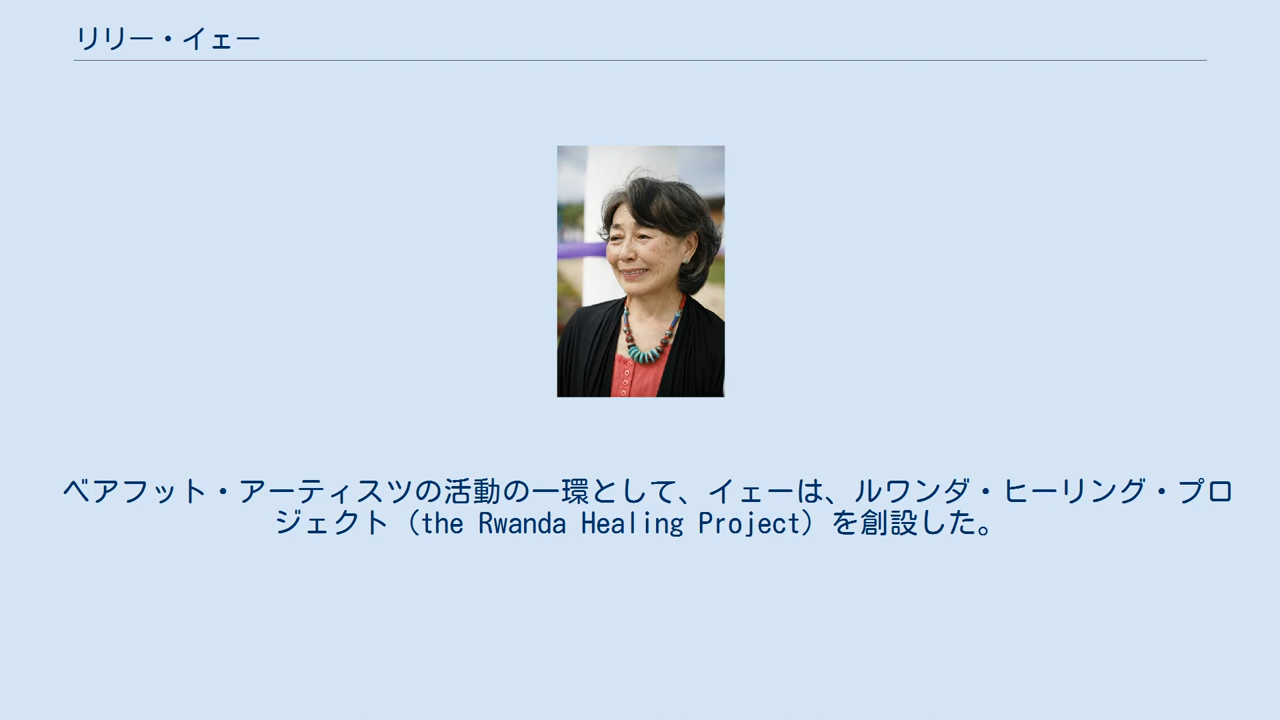 リリー・イェー
ベアフット・アーティスツの活動の一環として、イェーは、ルワンダ・ヒーリング・プロ
ジェクト（the Rwanda Healing Project）を創設した。